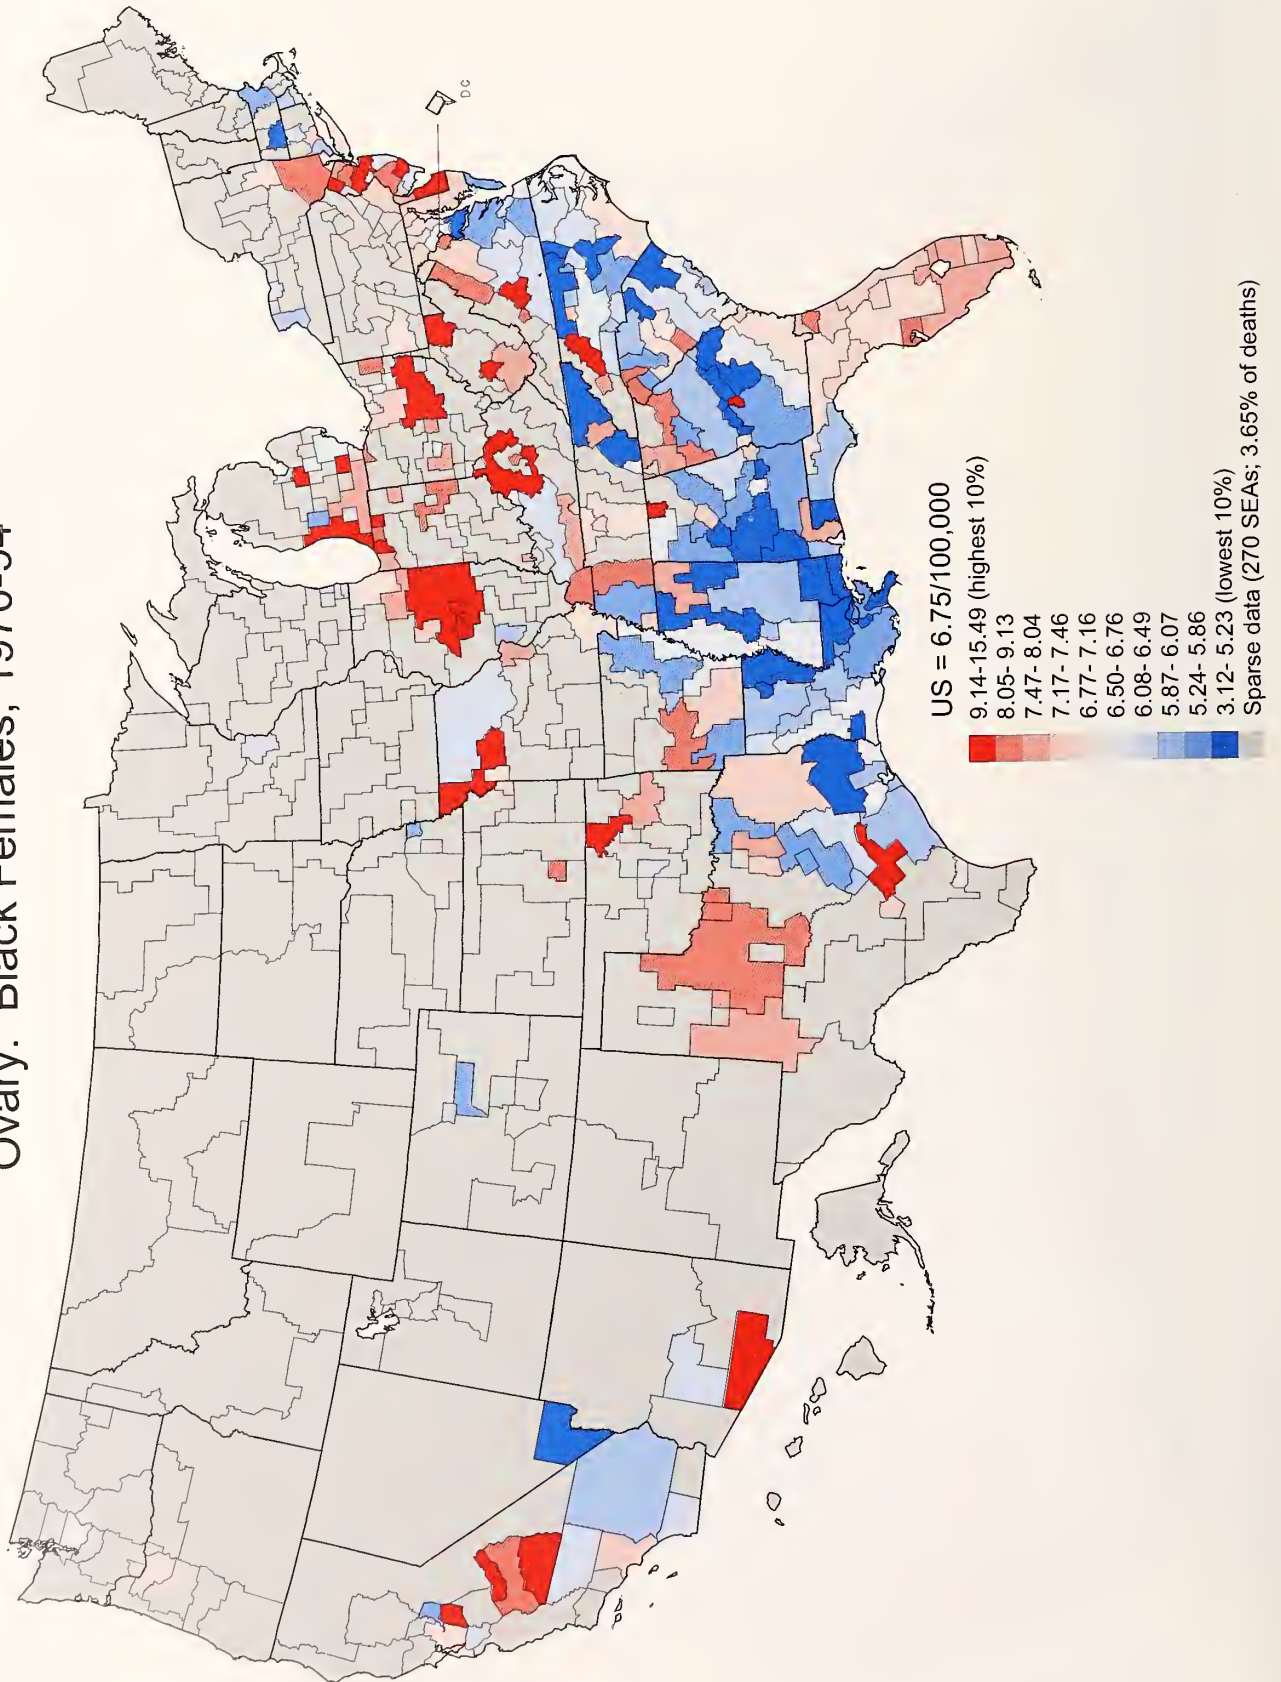 Ovary: Black Females, 1970-94
DC
US = 6.75/100,000
9.14-15.49 (highest 10%)
8.05- 9.13
7.47- 8.04
7.17- 7.46
6.77- 7.16
6.50- 6.76
6.08- 6.49
5.87- 6.07
5.24- 5.86
3.12- 5.23 (lowest 10%)
Sparse data (270 SEAs; 3.65% of deaths)